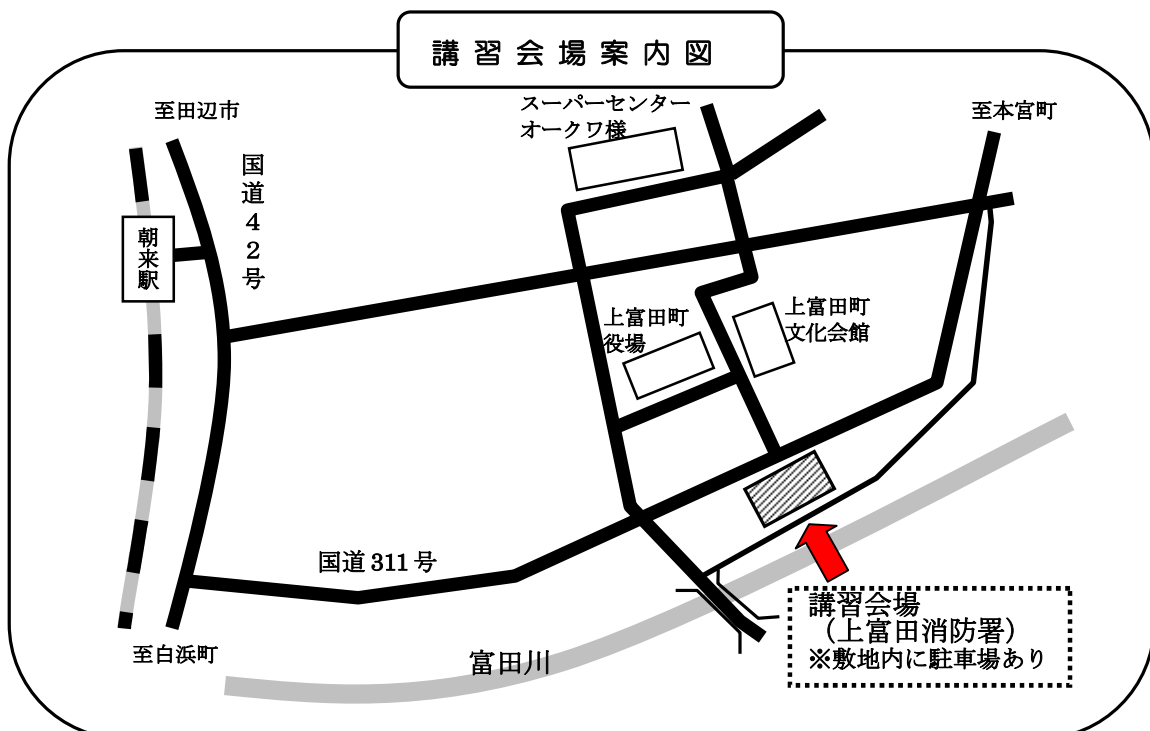 講習会場案内図
スーパーセンター
オークワ様
至田辺市
至本宮町
国道42号
朝来駅
上富田町
役場
上富田町
文化会館
国道311号
講習会場
（上富田消防署）
※敷地内に駐車場あり
至白浜町
富田川